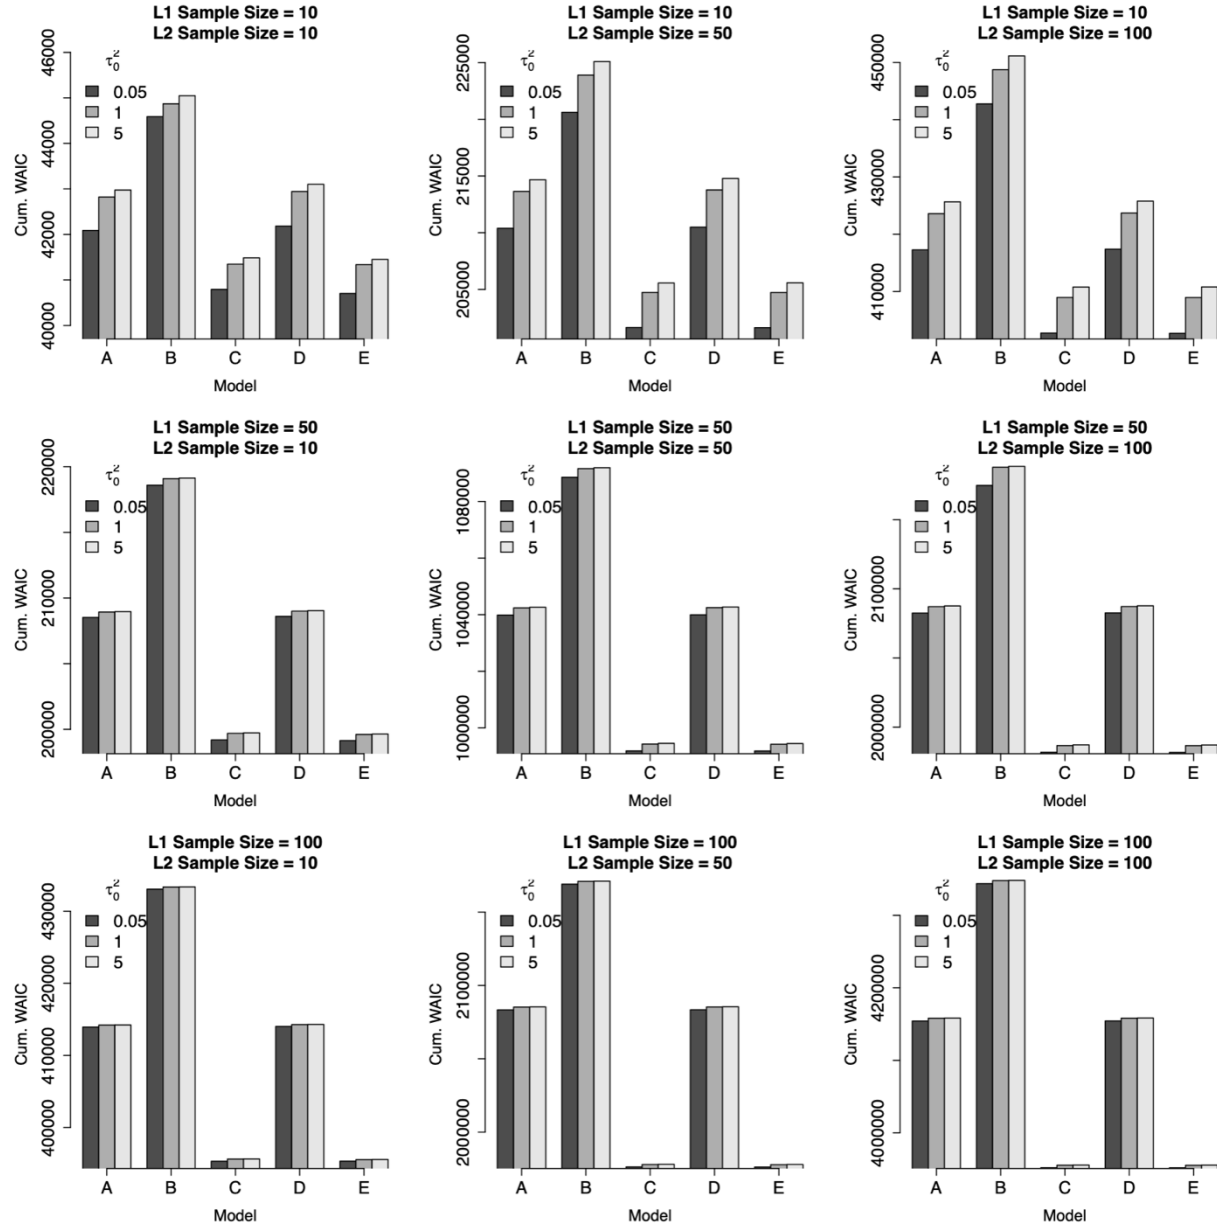 L1 Sample Size = 10
L2 Sample Size = 10
τ₀²
0.05
1
5
Cum. WAIC
46000
44000
42000
40000
A B C D E
Model
L1 Sample Size = 10
L2 Sample Size = 50
τ₀²
0.05
1
5
Cum. WAIC
225000
215000
205000
A B C D E
Model
L1 Sample Size = 10
L2 Sample Size = 100
τ₀²
0.05
1
5
Cum. WAIC
450000
430000
410000
A B C D E
Model
L1 Sample Size = 50
L2 Sample Size = 10
τ₀²
0.05
1
5
Cum. WAIC
220000
210000
200000
A B C D E
Model
L1 Sample Size = 50
L2 Sample Size = 50
τ₀²
0.05
1
5
Cum. WAIC
1080000
1040000
1000000
A B C D E
Model
L1 Sample Size = 50
L2 Sample Size = 100
τ₀²
0.05
1
5
Cum. WAIC
2100000
2000000
A B C D E
Model
L1 Sample Size = 100
L2 Sample Size = 10
τ₀²
0.05
1
5
Cum. WAIC
430000
420000
410000
400000
A B C D E
Model
L1 Sample Size = 100
L2 Sample Size = 50
τ₀²
0.05
1
5
Cum. WAIC
2100000
2000000
A B C D E
Model
L1 Sample Size = 100
L2 Sample Size = 100
τ₀²
0.05
1
5
Cum. WAIC
4200000
4000000
A B C D E
Model